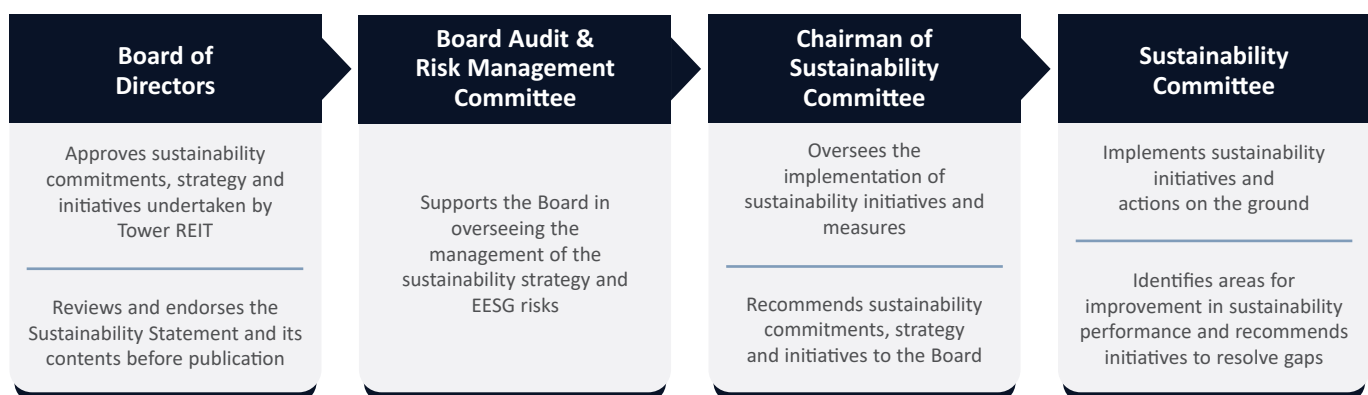 Board of
Directors
Approves sustainability
commitments, strategy and
initiatives undertaken by
Tower REIT
Reviews and endorses the
Sustainability Statement and its
contents before publication
Board Audit &
Risk Management
Committee
Supports the Board in
overseeing the
management of the
sustainability strategy and
EESG risks
Chairman of
Sustainability
Committee
Oversees the
implementation of
sustainability initiatives and
measures
Recommends sustainability
commitments, strategy
and initiatives to the Board
Sustainability
Committee
Implements sustainability
initiatives and
actions on the ground
Identifies areas for
improvement in sustainability
performance and recommends
initiatives to resolve gaps